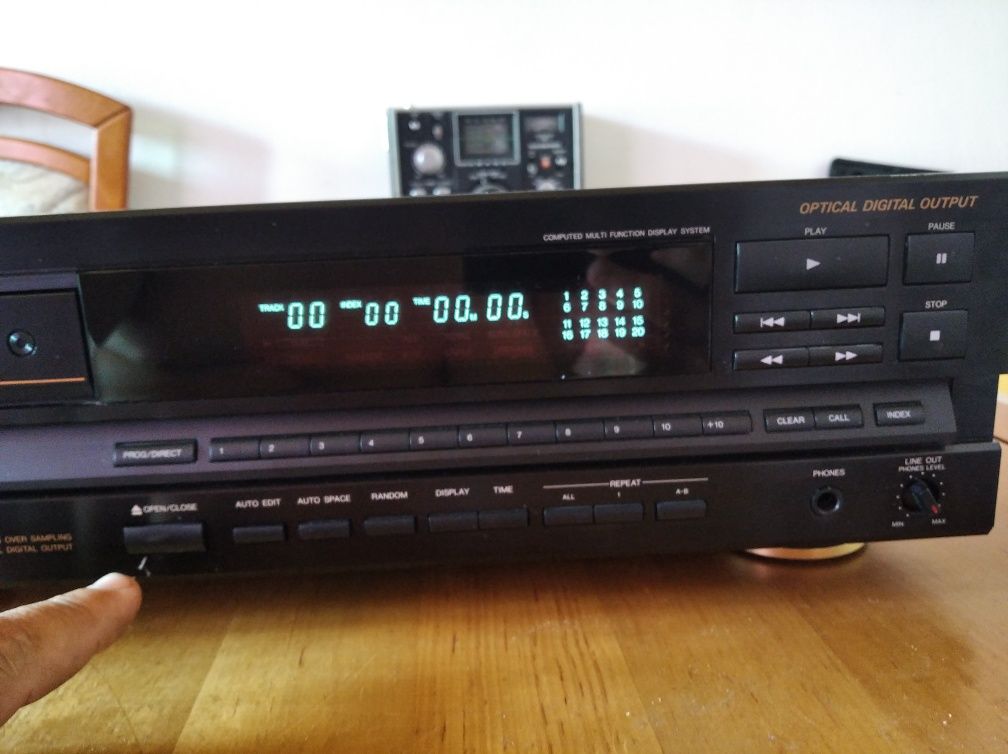 OPTICAL DIGITAL OUTPUT
COMPUTED MULTI FUNCTION DISPLAY SYSTEM
PLAY
PAUSE
TRACK 00 INDEX 00 TIME 00M 00S
1 2 3 4 5
6 7 8 9 10
11 12 13 14 15
16 17 18 19 20
STOP
PROG/DIRECT
1 2 3 4 5 6 7 8 9 10 +10
CLEAR CALL INDEX
OPEN/CLOSE
AUTO EDIT
AUTO SPACE
RANDOM
DISPLAY
TIME
REPEAT
ALL 1 A-B
PHONES
LINE OUT
PHONES LEVEL
MIN MAX
OVER SAMPLING
DIGITAL OUTPUT